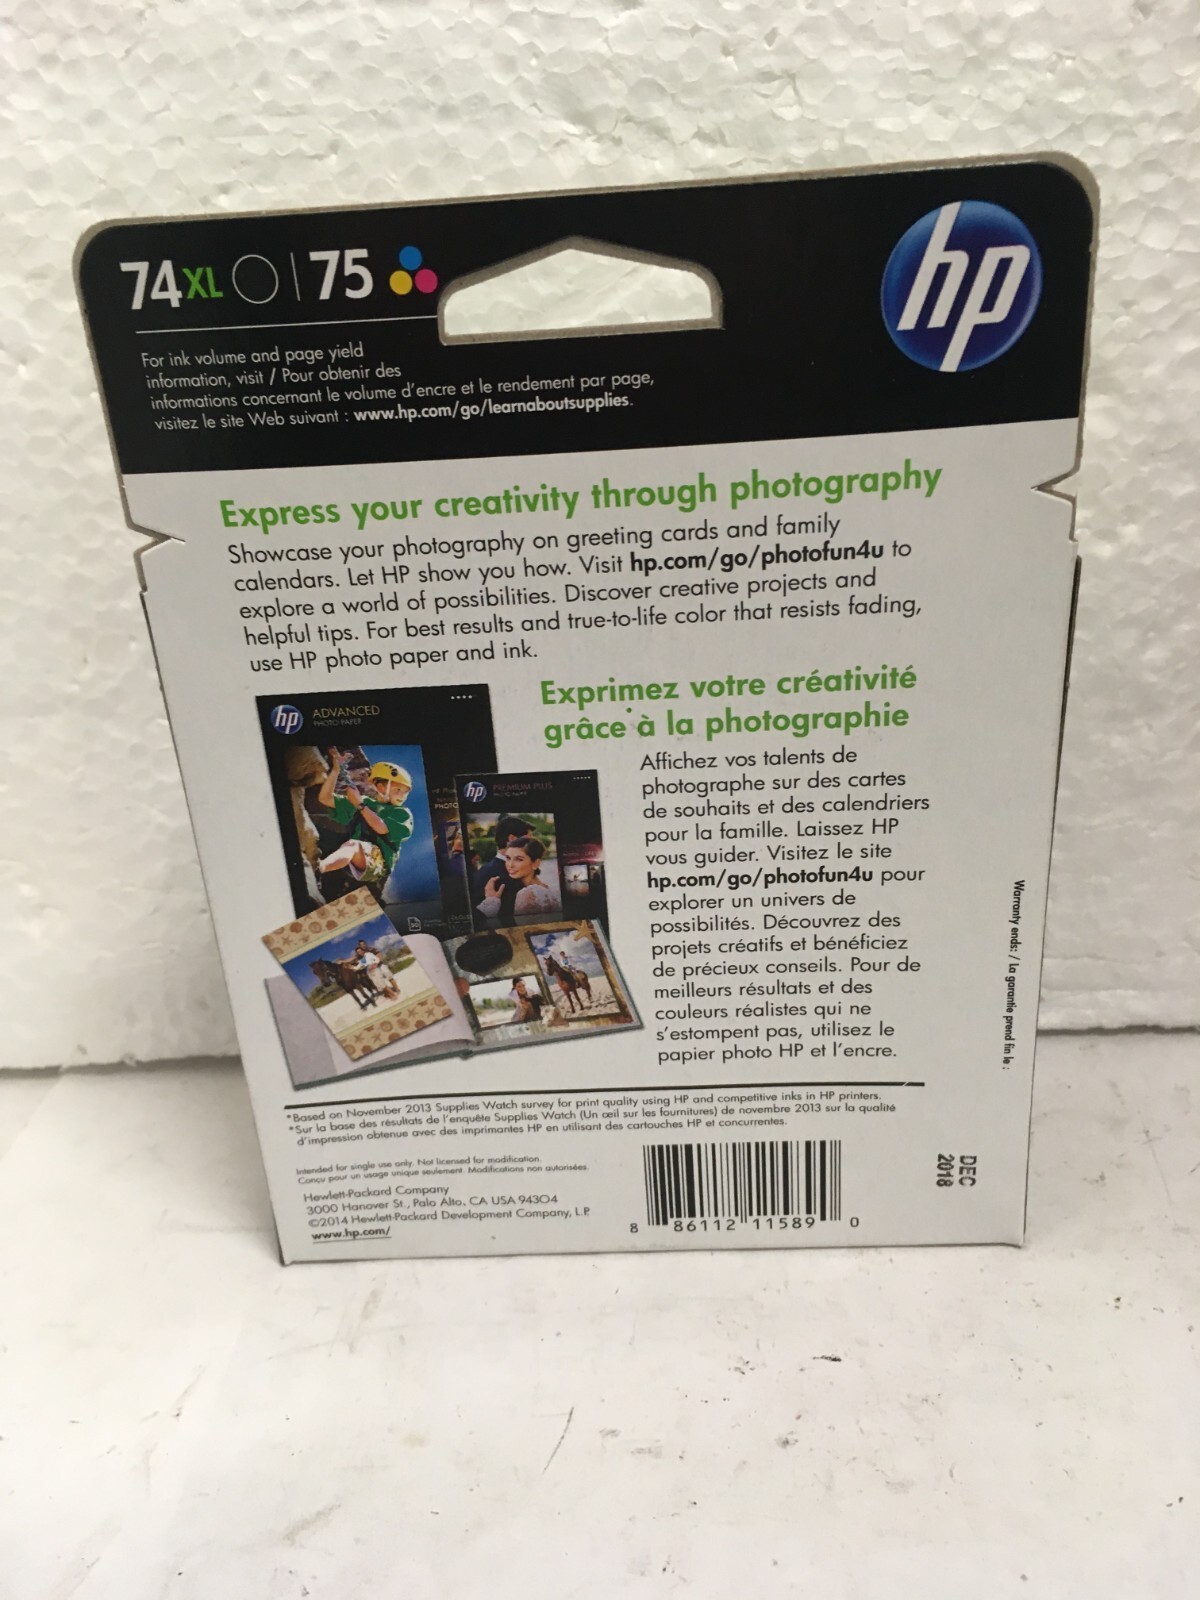 74XL | 75
hp
For ink volume and page yield
information, visit / Pour obtenir des
informations concernant le volume d'encre et le rendement par page,
visitez le site Web suivant : www.hp.com/go/learnaboutsupplies.
Express your creativity through photography
Showcase your photography on greeting cards and family
calendars. Let HP show you how. Visit hp.com/go/photofun4u to
explore a world of possibilities. Discover creative projects and
helpful tips. For best results and true-to-life color that resists fading,
use HP photo paper and ink.
hp ADVANCED
PHOTO PAPER
hp PREMIUM PLUS
PHOTO PAPER
Exprimez votre créativité
grâce à la photographie
Affichez vos talents de
photographe sur des cartes
de souhaits et des calendriers
pour la famille. Laissez HP
vous guider. Visitez le site
hp.com/go/photofun4u pour
explorer un univers de
possibilités. Découvrez des
projets créatifs et bénéficiez
de précieux conseils. Pour de
meilleurs résultats et des
couleurs réalistes qui ne
s'estompent pas, utilisez le
papier photo HP et l'encre.
Warranty ends: / La garantie prend fin le :
DEC
2018
*Based on November 2013 Supplies Watch survey for print quality using HP and competitive inks in HP printers.
*Sur la base des résultats de l'enquête Supplies Watch (Un œil sur les fournitures) de novembre 2013 sur la qualité
d'impression obtenue avec des imprimantes HP en utilisant des cartouches HP et concurrentes.
Intended for single use only. Not licensed for modification.
Conçu pour un usage unique seulement. Modifications non autorisées.
Hewlett-Packard Company
3000 Hanover St., Palo Alto, CA USA 94304
©2014 Hewlett-Packard Development Company, L.P.
www.hp.com/
8 86112 11589 0